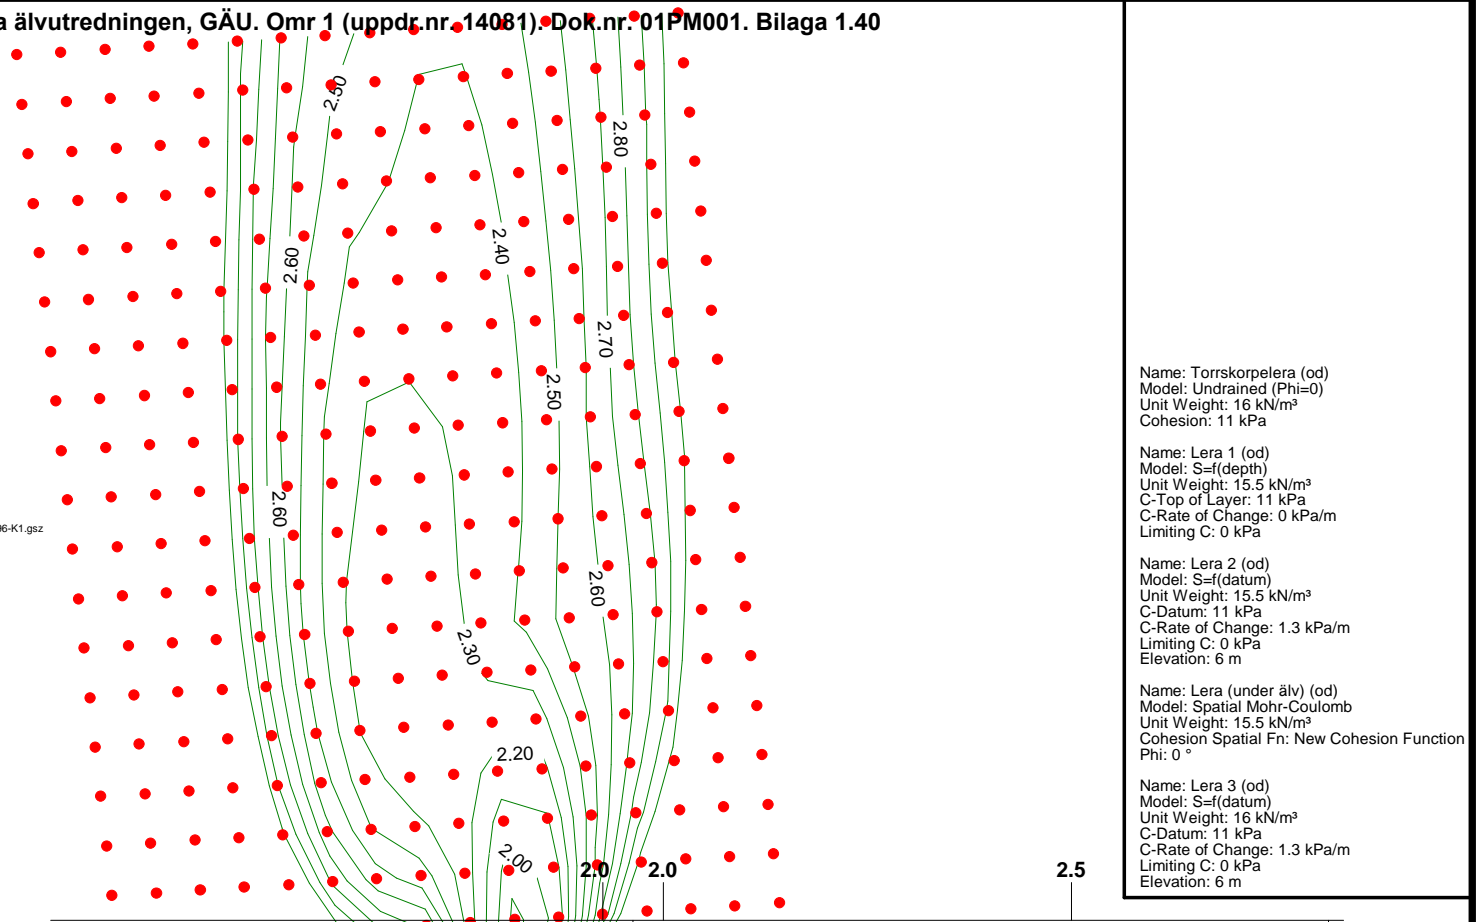 a älvutredningen, GÄU. Omr 1 (uppdr.nr. 14081). Dok.nr. 01PM001. Bilaga 1.40
2.50
2.80
2.40
2.60
2.70
2.50
2.60
2.60
2.30
2.20
2.00
2.0
2.0
2.5
96-K1.gsz
Name: Torrskorpelera (od)
Model: Undrained (Phi=0)
Unit Weight: 16 kN/m³
Cohesion: 11 kPa
Name: Lera 1 (od)
Model: S=f(depth)
Unit Weight: 15.5 kN/m³
C-Top of Layer: 11 kPa
C-Rate of Change: 0 kPa/m
Limiting C: 0 kPa
Name: Lera 2 (od)
Model: S=f(datum)
Unit Weight: 15.5 kN/m³
C-Datum: 11 kPa
C-Rate of Change: 1.3 kPa/m
Limiting C: 0 kPa
Elevation: 6 m
Name: Lera (under älv) (od)
Model: Spatial Mohr-Coulomb
Unit Weight: 15.5 kN/m³
Cohesion Spatial Fn: New Cohesion Function
Phi: 0 °
Name: Lera 3 (od)
Model: S=f(datum)
Unit Weight: 16 kN/m³
C-Datum: 11 kPa
C-Rate of Change: 1.3 kPa/m
Limiting C: 0 kPa
Elevation: 6 m